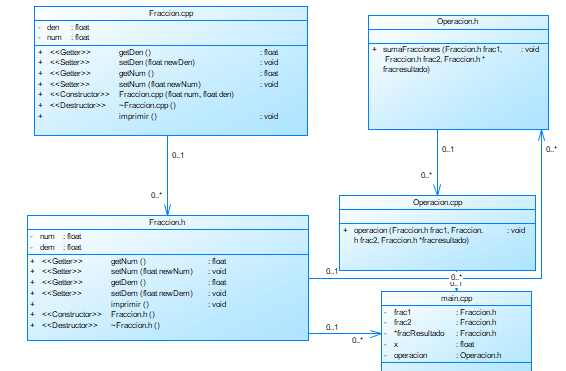 Fraccion.cpp
- den : float
- num : float
+ <<Getter>> getDen () : float
+ <<Setter>> setDen (float newDen) : void
+ <<Getter>> getNum () : float
+ <<Setter>> setNum (float newNum) : void
+ <<Constructor>> Fraccion.cpp (float num, float den)
+ <<Destructor>> ~Fraccion.cpp ()
+ imprimir () : void
Operacion.h
+ sumaFracciones (Fraccion.h frac1, : void
Fraccion.h frac2, Fraccion.h *
fracresultado)
0..1
0..*
0..1
0..*
0..*
Fraccion.h
- num : float
- dem : float
+ <<Getter>> getNum () : float
+ <<Setter>> setNum (float newNum) : void
+ <<Getter>> getDem () : float
+ <<Setter>> setDem (float newDem) : void
+ imprimir () : void
+ <<Constructor>> Fraccion.h ()
+ <<Destructor>> ~Fraccion.h ()
Operacion.cpp
+ operacion (Fraccion.h frac1, Fraccion. : void
h frac2, Fraccion.h *fracresultado)
0..1
0..*
0..1
0..1
0..*
main.cpp
- frac1 : Fraccion.h
- frac2 : Fraccion.h
- *fracResultado : Fraccion.h
- x : float
- operacion : Operacion.h